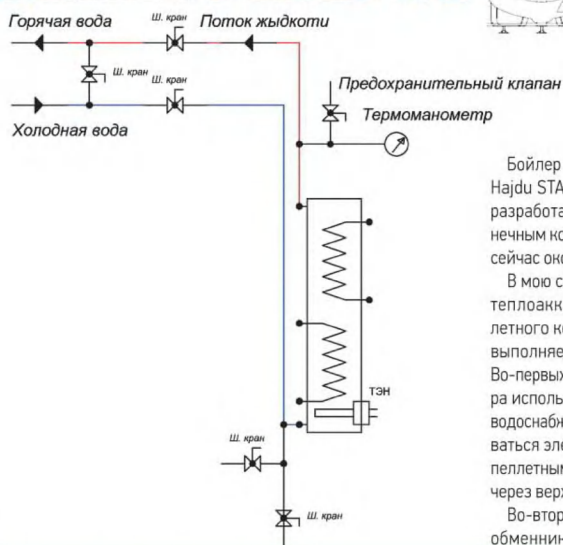 Горячая вода
Ш. кран
Поток жыдкоти
Ш. кран
Ш. кран
Холодная вода
Предохранительный клапан
Термоманометр
ТЭН
Ш. кран
Ш. кран
Бойлер
Hajdu STA
разработа
нечным ко
сейчас око
В мою с
теплоакк
летного ко
выполняе
Во-первых
ра исполь
водоснабж
ваться эле
пеллетным
через верх
Во-втор
обменник